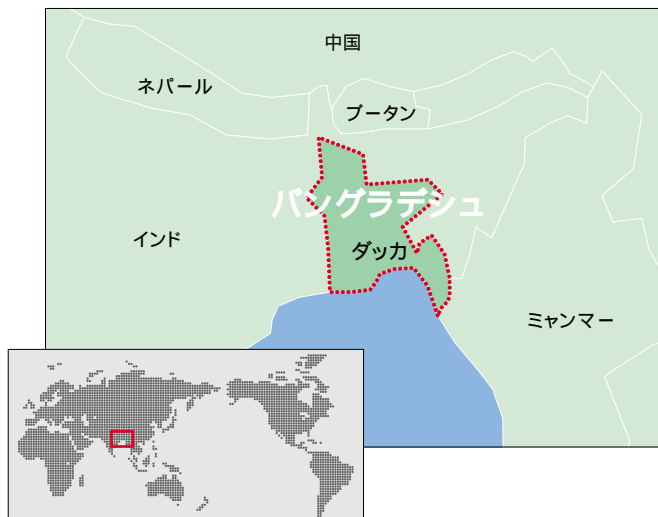 中国
ネパール
ブータン
バングラデシュ
インド
ダッカ
ミャンマー